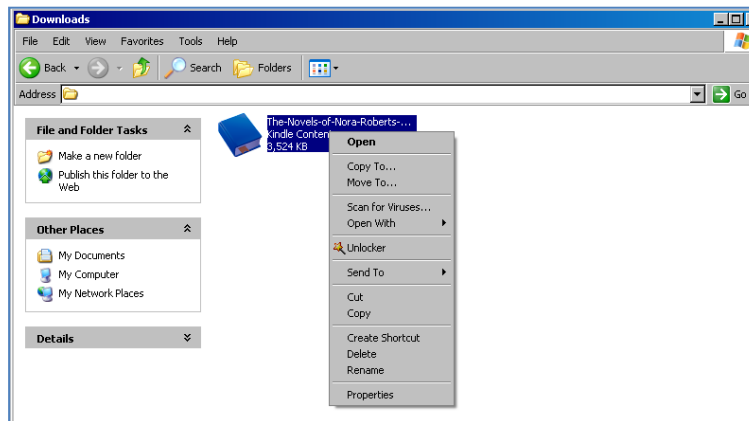 Downloads
File Edit View Favorites Tools Help
Back Search Folders
Address Go
File and Folder Tasks
Make a new folder
Publish this folder to the
Web
Other Places
My Documents
My Computer
My Network Places
Details
The-Novels-of-Nora-Roberts-...
Kindle Conten
3,524 KB
Open
Copy To...
Move To...
Scan for Viruses...
Open With
Unlocker
Send To
Cut
Copy
Create Shortcut
Delete
Rename
Properties